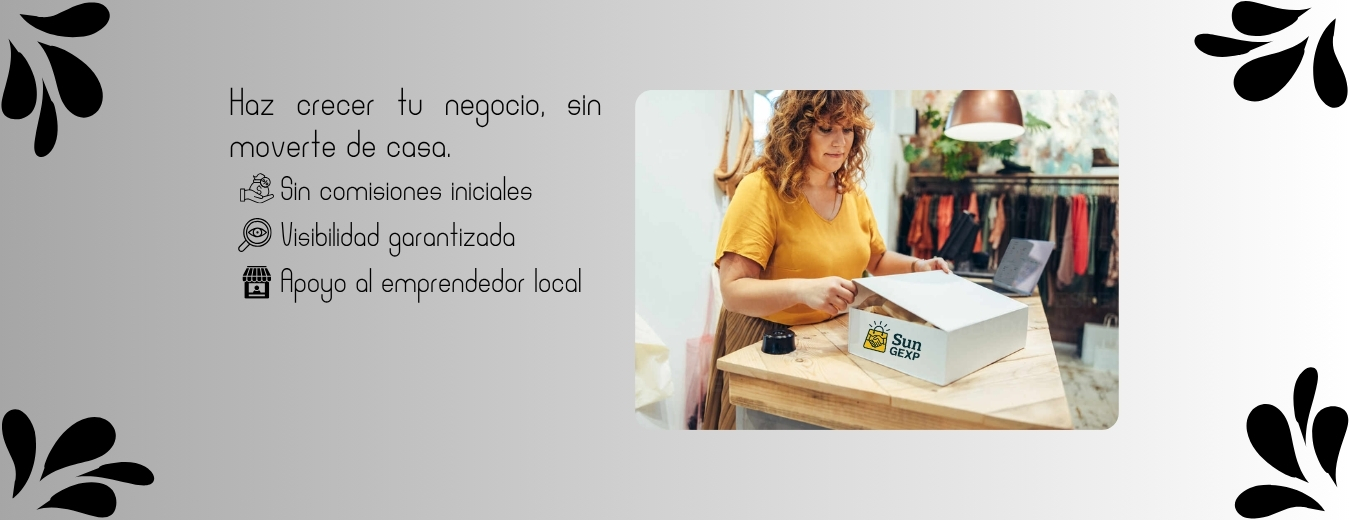 Haz crecer tu negocio, sin
moverte de casa.
Sin comisiones iniciales
Visibilidad garantizada
Apoyo al emprendedor local
Sun
GEXP